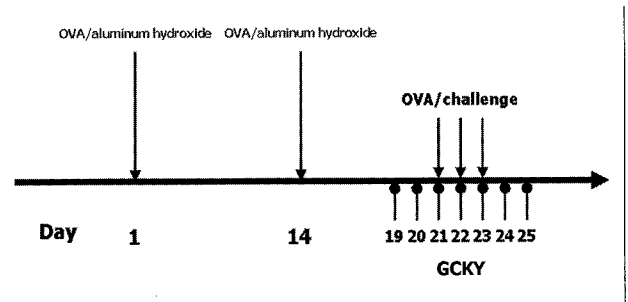 OVA/aluminum hydroxide OVA/aluminum hydroxide
OVA/challenge
Day 1 14 19 20 21 22 23 24 25
GCKY